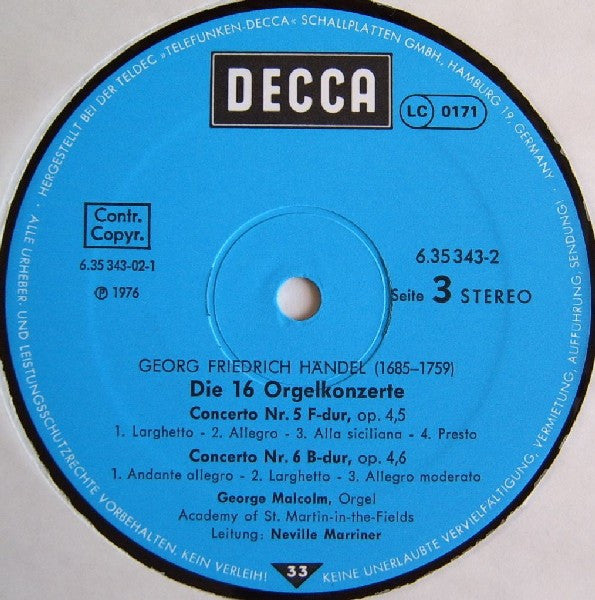 HERGESTELLT BEI DER TELDEC »TELEFUNKEN-DECCA« SCHALLPLATTEN GMBH, HAMBURG 19, GERMANY ·
DECCA
LC 0171
Contr.
Copyr.
6.35 343-02-1
℗ 1976
6.35 343-2
Seite 3 STEREO
GEORG FRIEDRICH HÄNDEL (1685-1759)
Die 16 Orgelkonzerte
Concerto Nr. 5 F-dur, op. 4,5
1. Larghetto - 2. Allegro - 3. Alla siciliana - 4. Presto
Concerto Nr. 6 B-dur, op. 4,6
1. Andante allegro - 2. Larghetto - 3. Allegro moderato
George Malcolm, Orgel
Academy of St. Martin-in-the-Fields
Leitung: Neville Marriner
33
· ALLE URHEBER- UND LEISTUNGSSCHUTZRECHTE VORBEHALTEN. KEIN VERLEIH! KEINE UNERLAUBTE VERVIELFÄLTIGUNG, VERMIETUNG, AUFFÜHRUNG, SENDUNG!